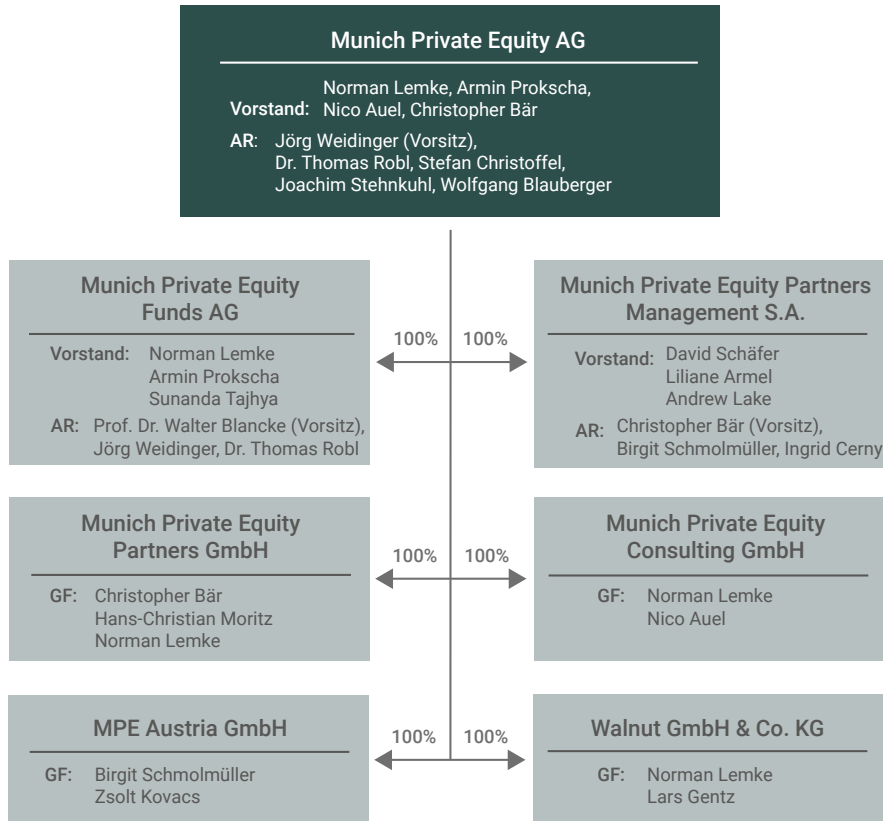 Munich Private Equity AG
Norman Lemke, Armin Prokscha,
Vorstand: Nico Auel, Christopher Bär
AR: Jörg Weidinger (Vorsitz),
Dr. Thomas Robl, Stefan Christoffel,
Joachim Stehnkuhl, Wolfgang Blauberger
Munich Private Equity
Funds AG
Vorstand: Norman Lemke
Armin Prokscha
Sunanda Tajhya
AR: Prof. Dr. Walter Blancke (Vorsitz),
Jörg Weidinger, Dr. Thomas Robl
100% 100%
Munich Private Equity Partners
Management S.A.
Vorstand: David Schäfer
Liliane Armel
Andrew Lake
AR: Christopher Bär (Vorsitz),
Birgit Schmolmüller, Ingrid Cerny
Munich Private Equity
Partners GmbH
GF: Christopher Bär
Hans-Christian Moritz
Norman Lemke
100% 100%
Munich Private Equity
Consulting GmbH
GF: Norman Lemke
Nico Auel
MPE Austria GmbH
GF: Birgit Schmolmüller
Zsolt Kovacs
100% 100%
Walnut GmbH & Co. KG
GF: Norman Lemke
Lars Gentz